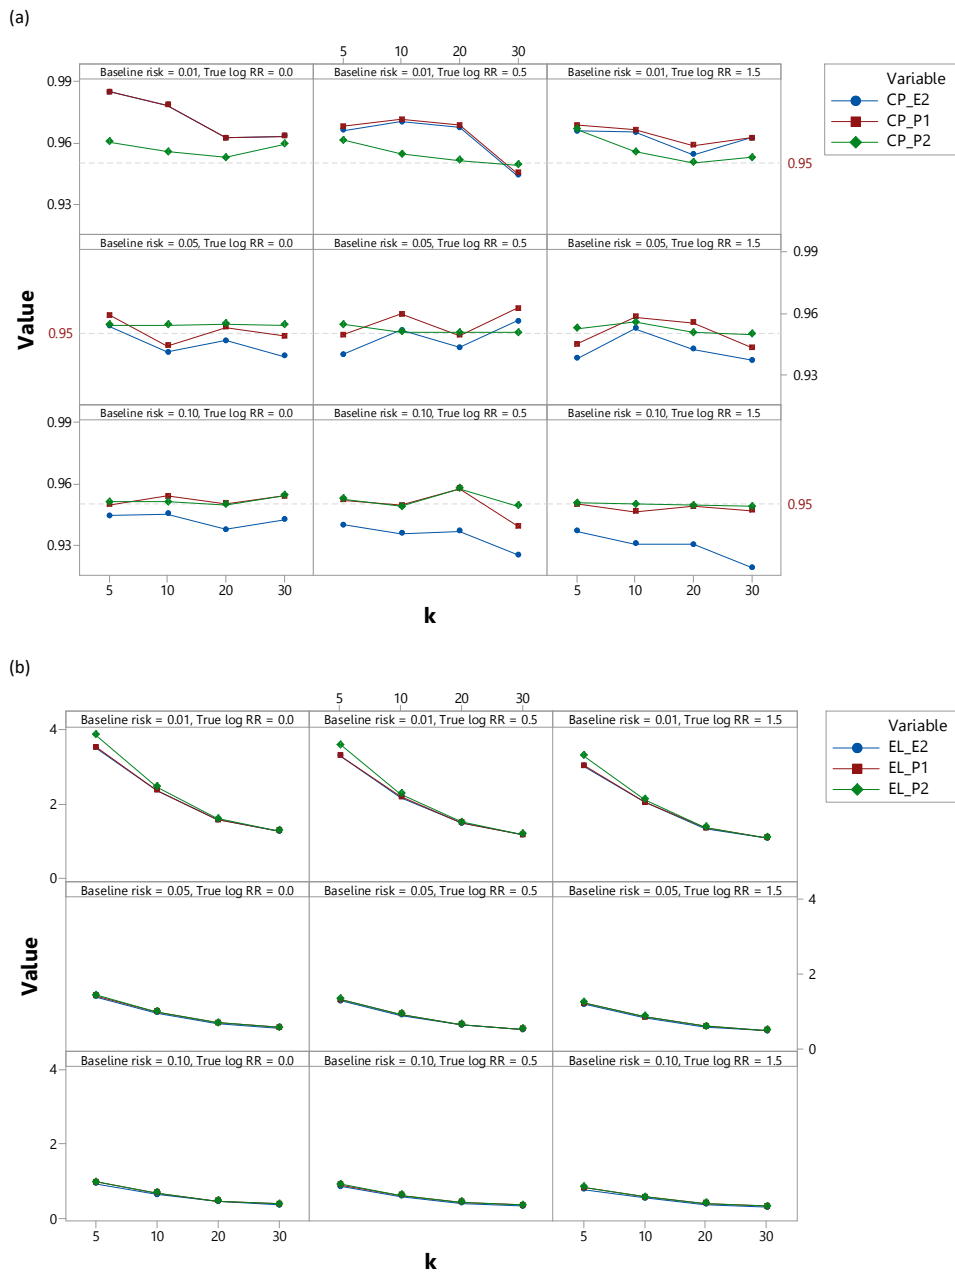 (a)
5 10 20 30
Baseline risk = 0.01, True log RR = 0.0
Baseline risk = 0.01, True log RR = 0.5
Baseline risk = 0.01, True log RR = 1.5
0.99
0.96
0.93
0.95
Variable
CP_E2
CP_P1
CP_P2
Baseline risk = 0.05, True log RR = 0.0
Baseline risk = 0.05, True log RR = 0.5
Baseline risk = 0.05, True log RR = 1.5
0.95
0.99
0.96
0.93
Value
Baseline risk = 0.10, True log RR = 0.0
Baseline risk = 0.10, True log RR = 0.5
Baseline risk = 0.10, True log RR = 1.5
0.99
0.96
0.93
0.95
5 10 20 30
5 10 20 30
k
(b)
5 10 20 30
Baseline risk = 0.01, True log RR = 0.0
Baseline risk = 0.01, True log RR = 0.5
Baseline risk = 0.01, True log RR = 1.5
4
2
0
Variable
EL_E2
EL_P1
EL_P2
Baseline risk = 0.05, True log RR = 0.0
Baseline risk = 0.05, True log RR = 0.5
Baseline risk = 0.05, True log RR = 1.5
4
2
0
Value
Baseline risk = 0.10, True log RR = 0.0
Baseline risk = 0.10, True log RR = 0.5
Baseline risk = 0.10, True log RR = 1.5
4
2
0
5 10 20 30
5 10 20 30
k